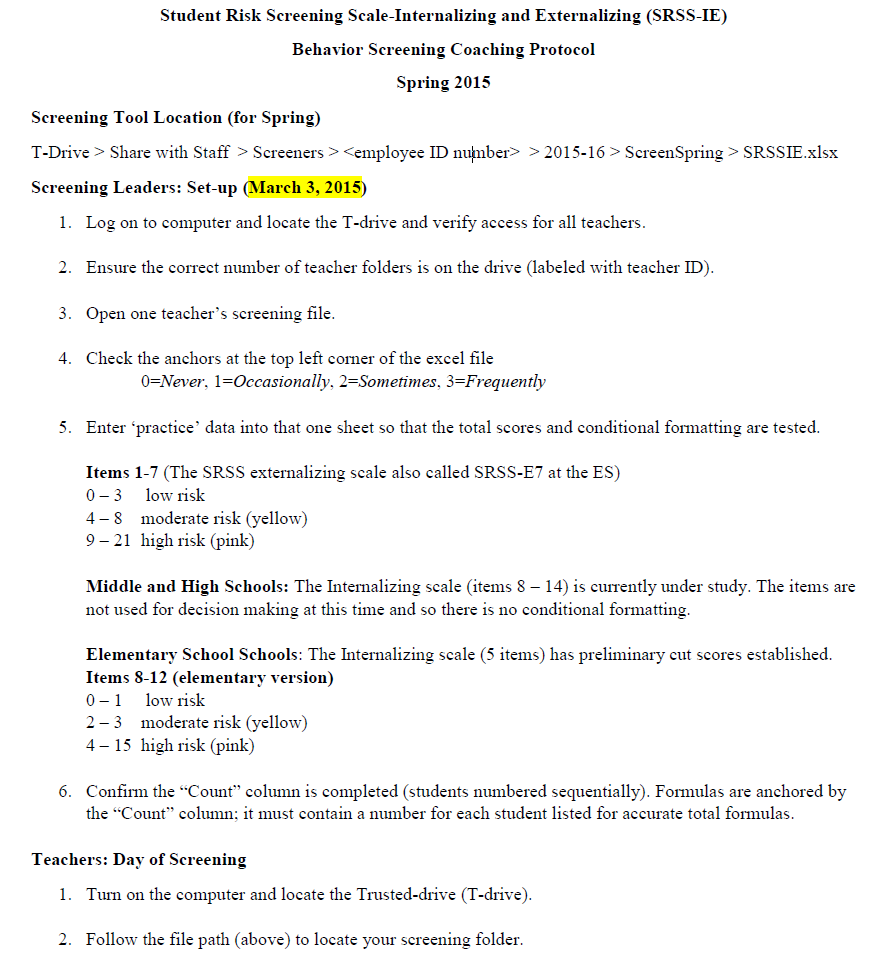 Student Risk Screening Scale-Internalizing and Externalizing (SRSS-IE)
Behavior Screening Coaching Protocol
Spring 2015
Screening Tool Location (for Spring)
T-Drive > Share with Staff > Screeners > <employee ID number> > 2015-16 > ScreenSpring > SRSSIE.xlsx
Screening Leaders: Set-up (March 3, 2015)
1. Log on to computer and locate the T-drive and verify access for all teachers.
2. Ensure the correct number of teacher folders is on the drive (labeled with teacher ID).
3. Open one teacher’s screening file.
4. Check the anchors at the top left corner of the excel file
0=Never, 1=Occasionally, 2=Sometimes, 3=Frequently
5. Enter ‘practice’ data into that one sheet so that the total scores and conditional formatting are tested.
Items 1-7 (The SRSS externalizing scale also called SRSS-E7 at the ES)
0 – 3 low risk
4 – 8 moderate risk (yellow)
9 – 21 high risk (pink)
Middle and High Schools: The Internalizing scale (items 8 – 14) is currently under study. The items are
not used for decision making at this time and so there is no conditional formatting.
Elementary School Schools: The Internalizing scale (5 items) has preliminary cut scores established.
Items 8-12 (elementary version)
0 – 1 low risk
2 – 3 moderate risk (yellow)
4 – 15 high risk (pink)
6. Confirm the “Count” column is completed (students numbered sequentially). Formulas are anchored by
the “Count” column; it must contain a number for each student listed for accurate total formulas.
Teachers: Day of Screening
1. Turn on the computer and locate the Trusted-drive (T-drive).
2. Follow the file path (above) to locate your screening folder.